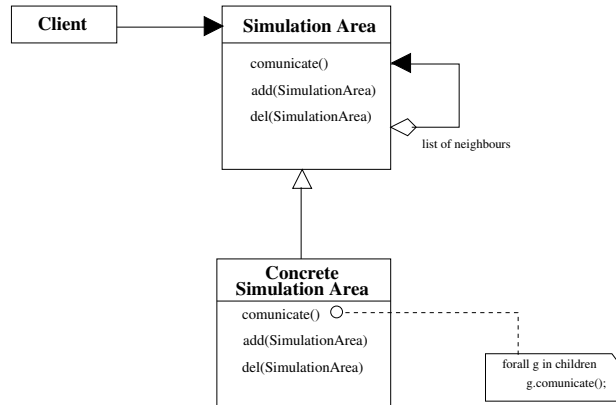 Client
Simulation Area
comunicate()
add(SimulationArea)
del(SimulationArea)
list of neighbours
Concrete
Simulation Area
comunicate()
add(SimulationArea)
del(SimulationArea)
forall g in children
g.comunicate();